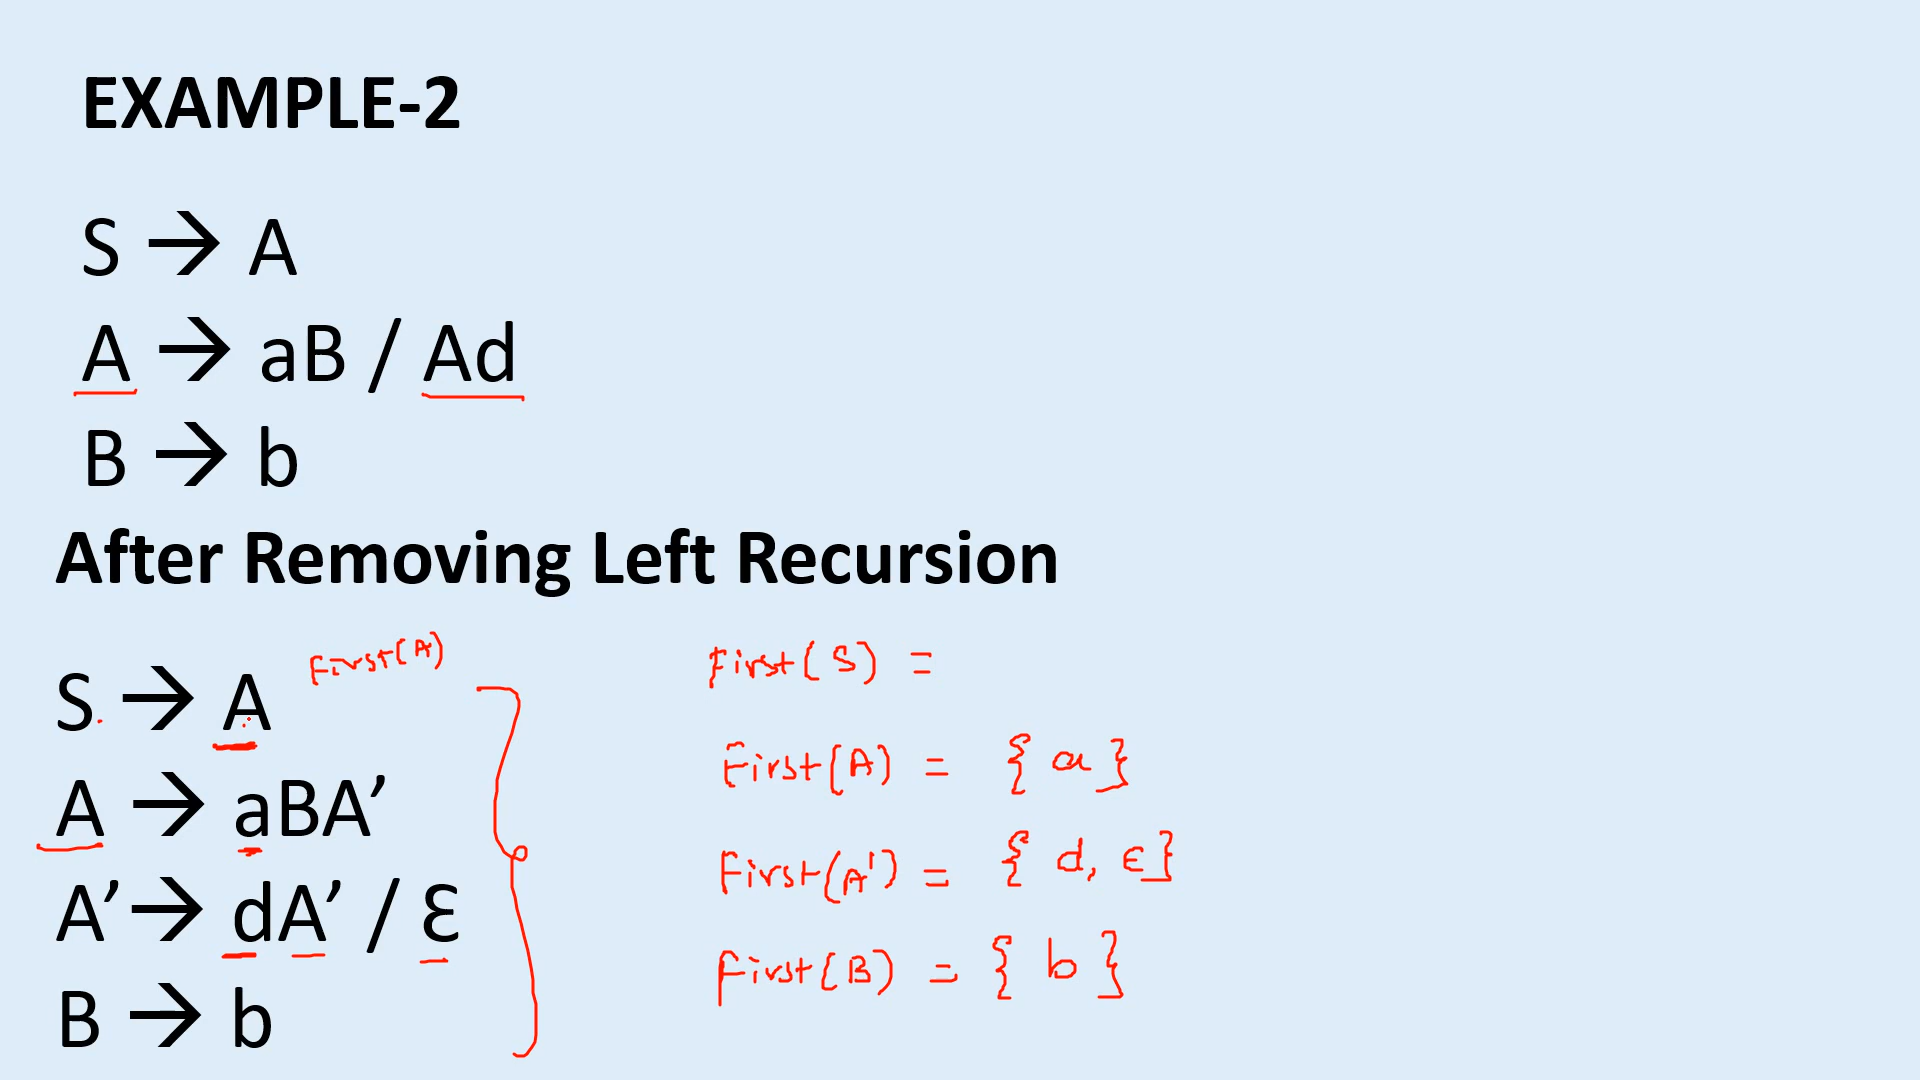 EXAMPLE-2
S → A
A → aB / Ad
B → b
After Removing Left Recursion
S → A
First(A)
A → aBA’
A’ → dA’ / Ɛ
B → b
First(S) =
First(A) = { a }
First(A') = { d, ε }
First(B) = { b }